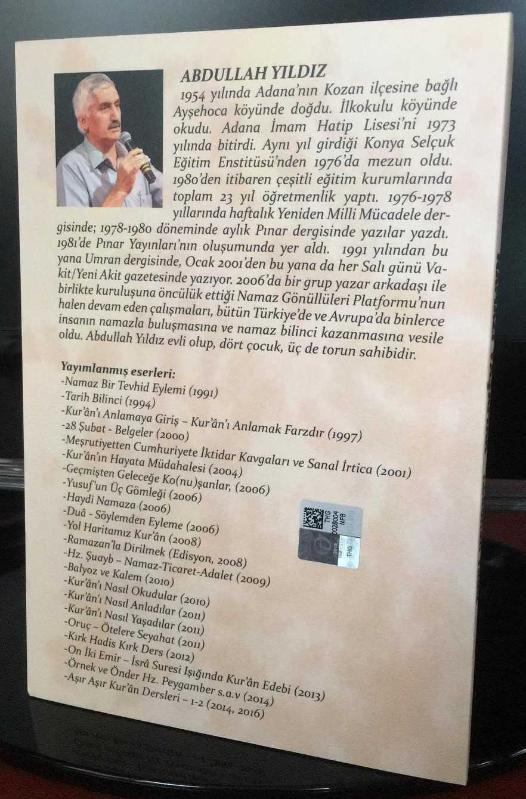 ABDULLAH YILDIZ
1954 yılında Adana'nın Kozan ilçesine bağlı
Ayşehoca köyünde doğdu. İlkokulu köyünde
okudu. Adana İmam Hatip Lisesi'ni 1973
yılında bitirdi. Aynı yıl girdiği Konya Selçuk
Eğitim Enstitüsü'nden 1976'da mezun oldu.
1980'den itibaren çeşitli eğitim kurumlarında
toplam 23 yıl öğretmenlik yaptı. 1976-1978
yıllarında haftalık Yeniden Milli Mücadele der-
gisinde; 1978-1980 döneminde aylık Pınar dergisinde yazılar yazdı.
1981'de Pınar Yayınları'nın oluşumunda yer aldı. 1991 yılından bu
yana Umran dergisinde, Ocak 2001'den bu yana da her Salı günü Va-
kit/Yeni Akit gazetesinde yazıyor. 2006'da bir grup yazar arkadaşı ile
birlikte kuruluşuna öncülük ettiği Namaz Gönüllüleri Platformu'nun
halen devam eden çalışmaları, bütün Türkiye'de ve Avrupa'da binlerce
insanın namazla buluşmasına ve namaz bilinci kazanmasına vesile
oldu. Abdullah Yıldız evli olup, dört çocuk, üç de torun sahibidir.
Yayımlanmış eserleri:
-Namaz Bir Tevhid Eylemi (1991)
-Tarih Bilinci (1994)
-Kur'ân'ı Anlamaya Giriş – Kur'ân'ı Anlamak Farzdır (1997)
-28 Şubat - Belgeler (2000)
-Meşrutiyetten Cumhuriyete İktidar Kavgaları ve Sanal İrtica (2001)
-Kur'ân'ın Hayata Müdahalesi (2004)
-Geçmişten Geleceğe Ko(nu)şanlar, (2006)
-Yusuf'un Üç Gömleği (2006)
-Haydi Namaza (2006)
-Duâ - Söylemden Eyleme (2006)
-Yol Haritamız Kur'ân (2008)
-Ramazan'la Dirilmek (Edisyon, 2008)
-Hz. Şuayb – Namaz-Ticaret-Adalet (2009)
-Balyoz ve Kalem (2010)
-Kur'ân'ı Nasıl Okudular (2010)
-Kur'ân'ı Nasıl Anladılar (2011)
-Kur'ân'ı Nasıl Yaşadılar (2011)
-Oruç – Ötelere Seyahat (2011)
-Kırk Hadis Kırk Ders (2012)
-On İki Emir – İsrâ Suresi Işığında Kur'ân Edebi (2013)
-Örnek ve Önder Hz. Peygamber s.a.v (2014)
-Aşır Aşır Kur'ân Dersleri – 1-2 (2014, 2016)